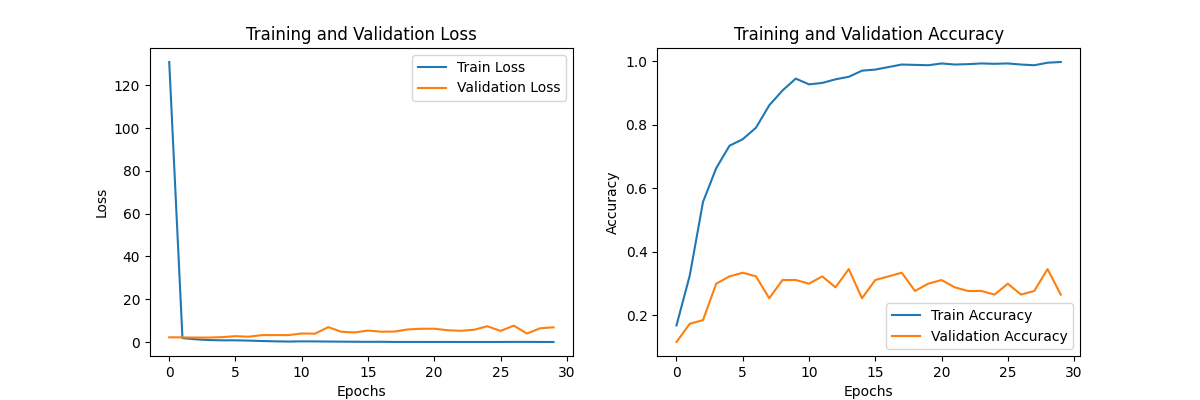 Training and Validation Loss
Train Loss
Validation Loss
120
100
80
60
40
20
0
Loss
0 5 10 15 20 25 30
Epochs
Training and Validation Accuracy
1.0
0.8
0.6
0.4
0.2
Accuracy
Train Accuracy
Validation Accuracy
0 5 10 15 20 25 30
Epochs